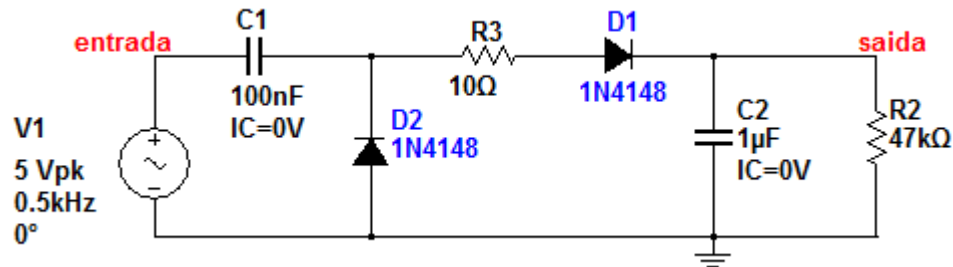 entrada
C1
100nF
IC=0V
R3
10Ω
D1
1N4148
saida
V1
5 Vpk
0.5kHz
0°
D2
1N4148
C2
1µF
IC=0V
R2
47kΩ